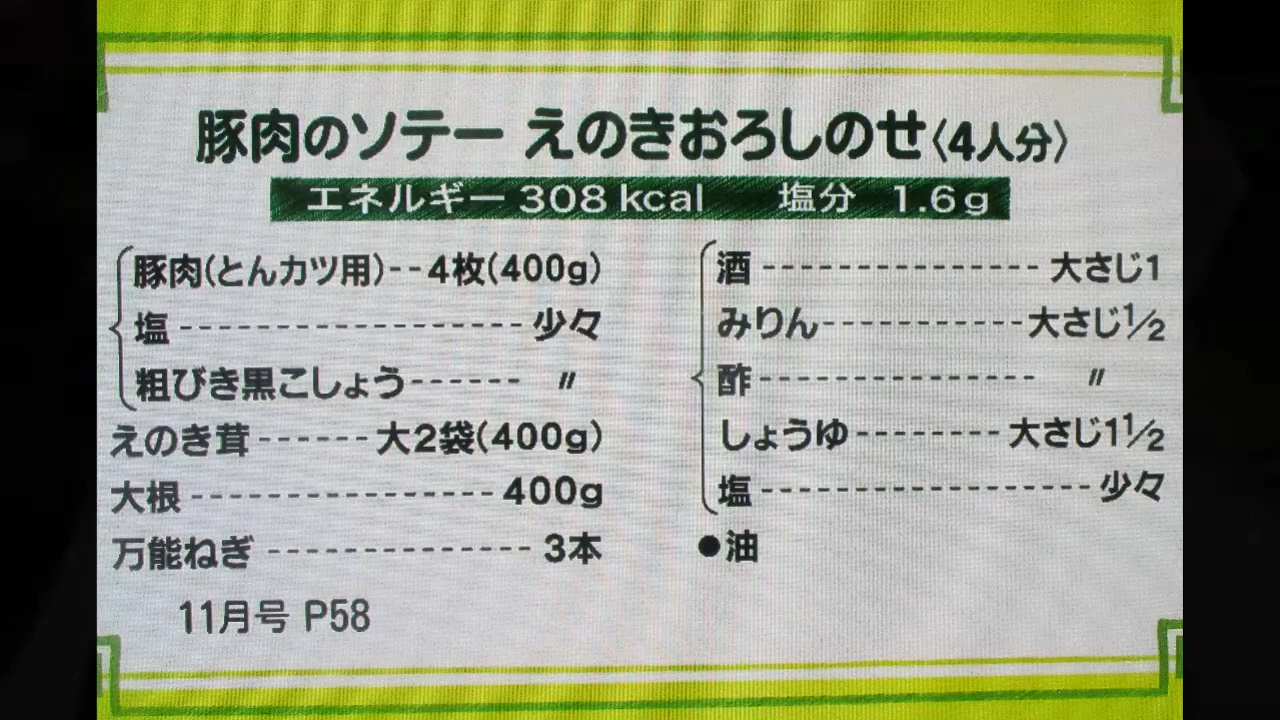 豚肉のソテー えのきおろしのせ〈4人分〉
エネルギー 308 kcal 塩分 1.6g
豚肉(とんカツ用)--4枚(400g)
塩-----------------少々
粗びき黒こしょう------ 〃
えのき茸------大2袋(400g)
大根----------------400g
万能ねぎ--------------3本
11月号 P58
酒---------------大さじ1
みりん-----------大さじ1/2
酢--------------- 〃
しょうゆ--------大さじ1 1/2
塩-----------------少々
●油